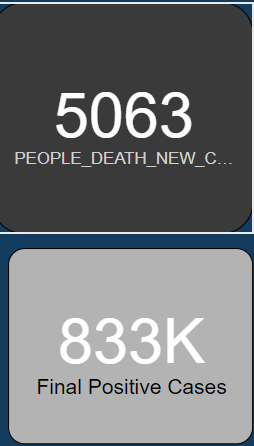 5063
PEOPLE_DEATH_NEW_C...
833K
Final Positive Cases